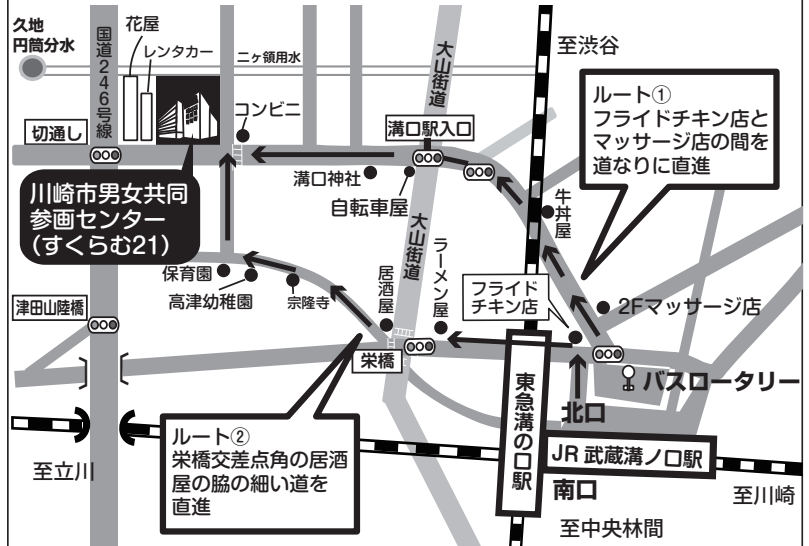 久地
円筒分水
国道246号線
花屋
レンタカー
二ヶ領用水
大山街道
至渋谷
ルート①
フライドチキン店と
マッサージ店の間を
道なりに直進
コンビニ
切通し
溝口駅入口
川崎市男女共同
参画センター
(すくらむ21)
溝口神社
自転車屋
牛丼屋
大山街道
保育園
高津幼稚園
宗隆寺
居酒屋
ラーメン屋
フライド
チキン店
2Fマッサージ店
津田山陸橋
栄橋
バスロータリー
北口
東急溝の口駅
ルート②
栄橋交差点角の居酒
屋の脇の細い道を
直進
JR 武蔵溝ノ口駅
南口
至立川
至川崎
至中央林間